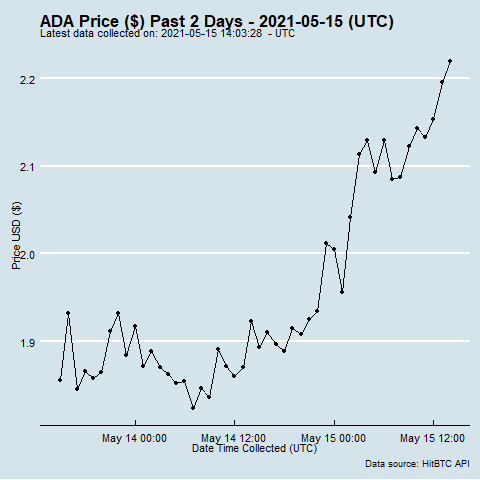 ADA Price ($) Past 2 Days - 2021-05-15 (UTC)
Latest data collected on: 2021-05-15 14:03:28  - UTC
Price USD ($)
2.2
2.1
2.0
1.9
May 14 00:00 May 14 12:00 May 15 00:00 May 15 12:00
Date Time Collected (UTC)
Data source: HitBTC API